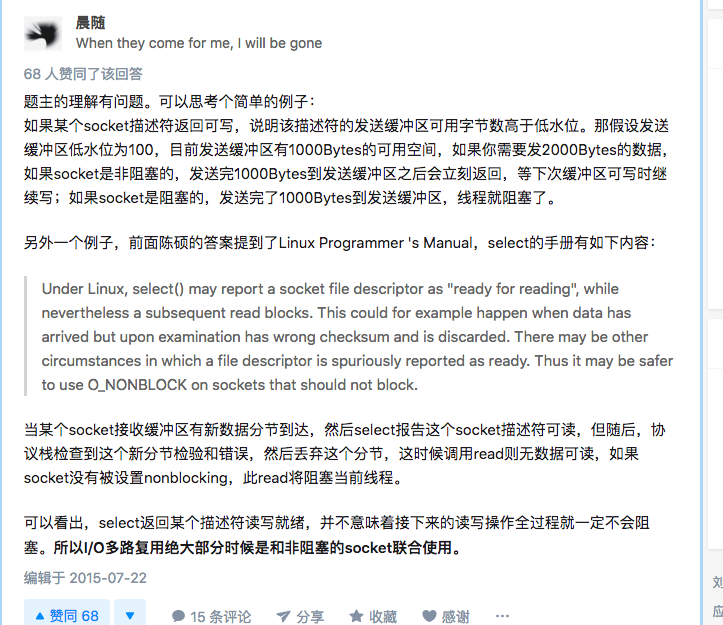 晨随
When they come for me, I will be gone
68 人赞同了该回答
题主的理解有问题。可以思考个简单的例子：
如果某个socket描述符返回可写，说明该描述符的发送缓冲区可用字节数高于低水位。那假设发送
缓冲区低水位为100，目前发送缓冲区有1000Bytes的可用空间，如果你需要发2000Bytes的数据，
如果socket是非阻塞的，发送完1000Bytes到发送缓冲区之后会立刻返回，等下次缓冲区可写时继
续写；如果socket是阻塞的，发送完了1000Bytes到发送缓冲区，线程就阻塞了。
另外一个例子，前面陈硕的答案提到了Linux Programmer 's Manual，select的手册有如下内容：
Under Linux, select() may report a socket file descriptor as "ready for reading", while
nevertheless a subsequent read blocks. This could for example happen when data has
arrived but upon examination has wrong checksum and is discarded. There may be other
circumstances in which a file descriptor is spuriously reported as ready. Thus it may be safer
to use O_NONBLOCK on sockets that should not block.
当某个socket接收缓冲区有新数据分节到达，然后select报告这个socket描述符可读，但随后，协
议栈检查到这个新分节检验和错误，然后丢弃这个分节，这时候调用read则无数据可读，如果
socket没有被设置nonblocking，此read将阻塞当前线程。
可以看出，select返回某个描述符读写就绪，并不意味着接下来的读写操作全过程就一定不会阻
塞。所以I/O多路复用绝大部分时候是和非阻塞的socket联合使用。
编辑于 2015-07-22
赞同 68
15 条评论
分享
收藏
感谢
刘
应